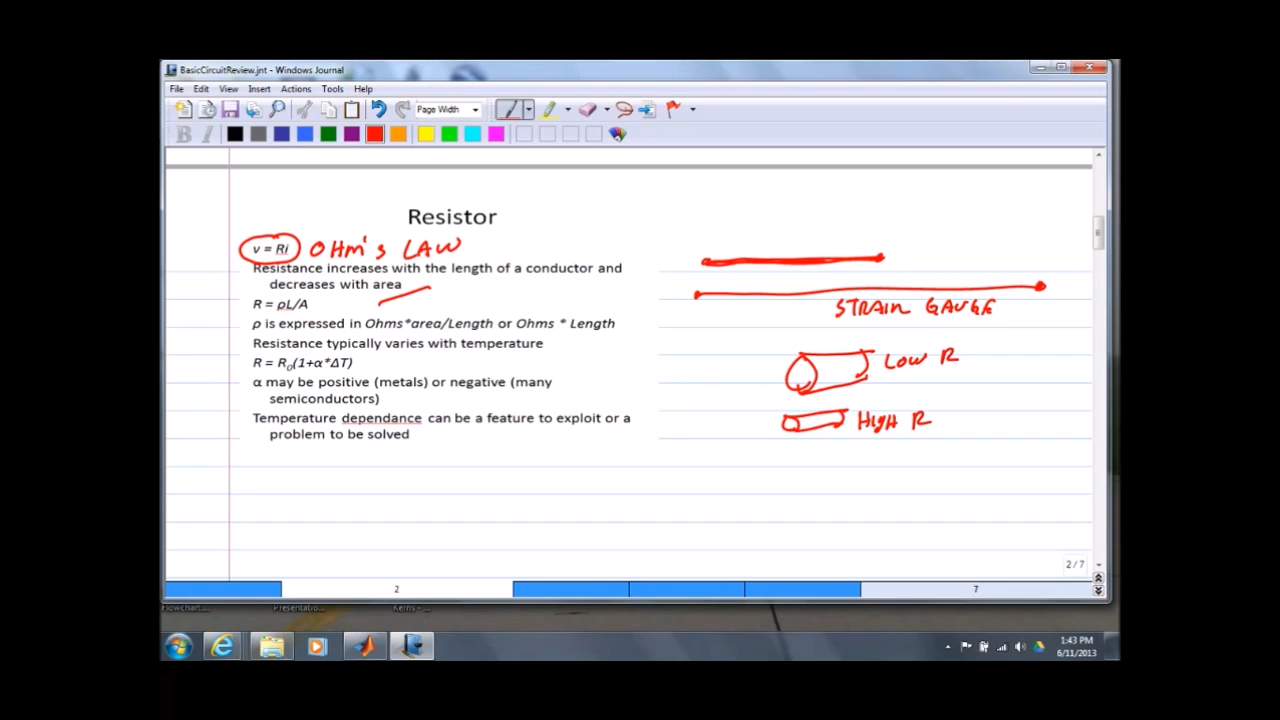 BasicCircuitReview.jnt - Windows Journal
File Edit View Insert Actions Tools Help
Page Width
B I
Resistor
v = Ri OHM'S LAW
Resistance increases with the length of a conductor and
decreases with area
R = ρL/A
STRAIN GAUGE
ρ is expressed in Ohms*area/Length or Ohms * Length
Resistance typically varies with temperature
R = R0(1+α*ΔT)
LOW R
α may be positive (metals) or negative (many
semiconductors)
Temperature dependance can be a feature to exploit or a
problem to be solved
HIGH R
2 / 7
2 7
Flowchart... Presentatio... Kerns - ...
1:43 PM
6/11/2013